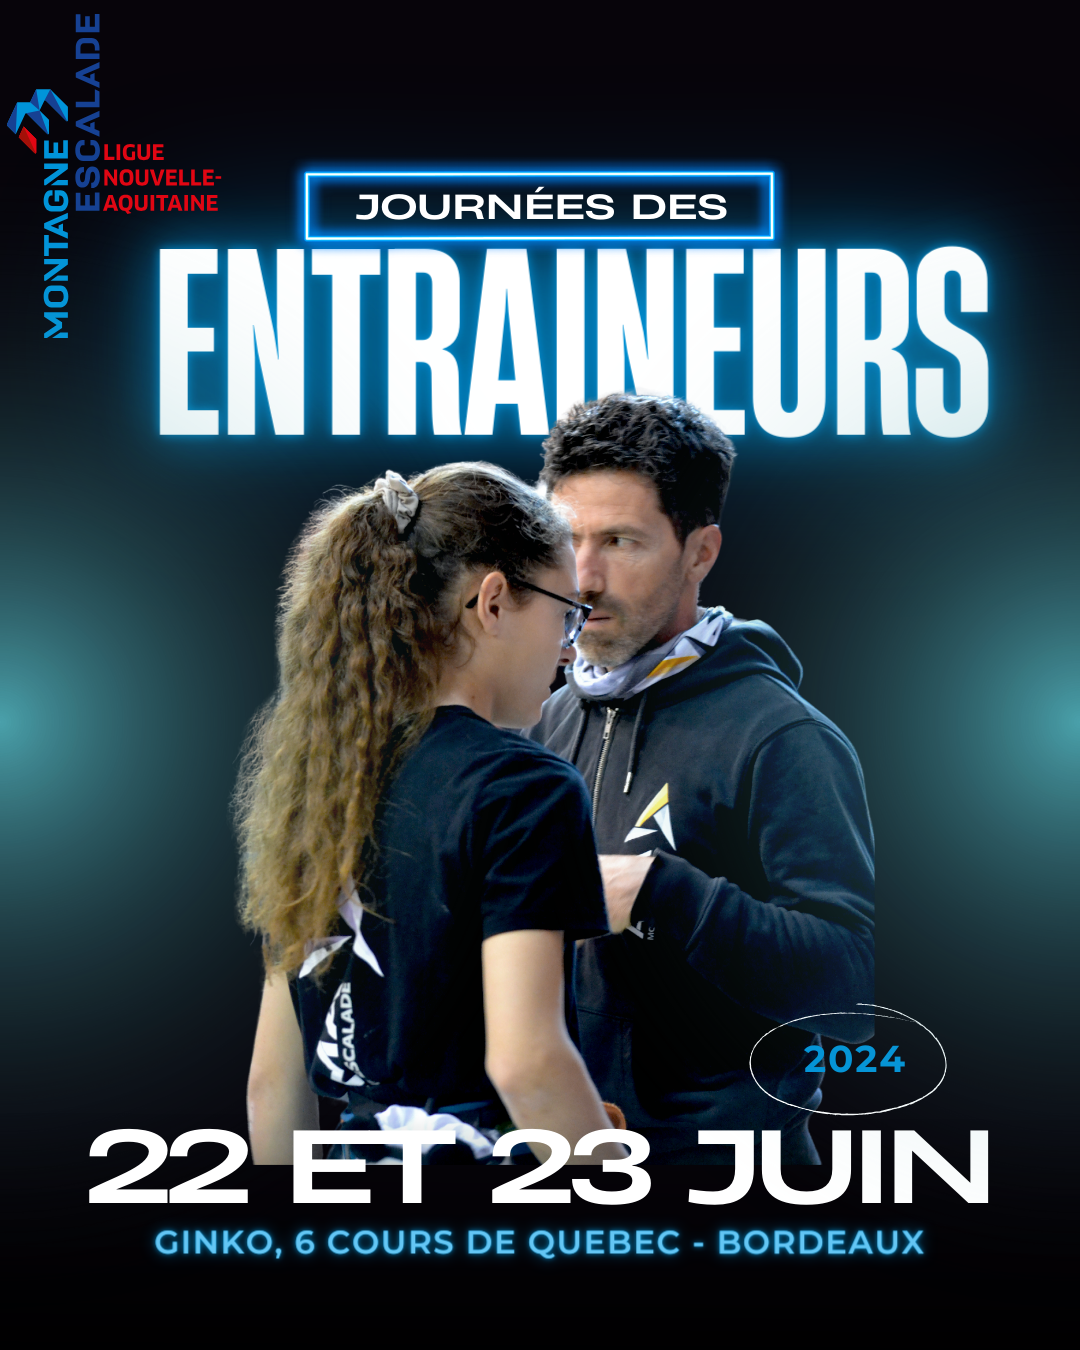 MONTAGNE
ESCALADE
LIGUE
NOUVELLE-
AQUITAINE
JOURNÉES DES
ENTRAINEURS
SCALADE
2024
22 ET 23 JUIN
GINKO, 6 COURS DE QUEBEC - BORDEAUX